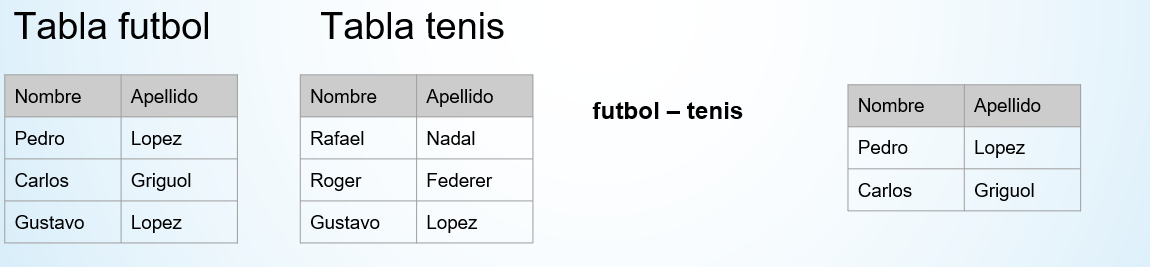 Tabla futbol
Nombre Apellido
Pedro Lopez
Carlos Griguol
Gustavo Lopez
Tabla tenis
Nombre Apellido
Rafael Nadal
Roger Federer
Gustavo Lopez
futbol – tenis
Nombre Apellido
Pedro Lopez
Carlos Griguol